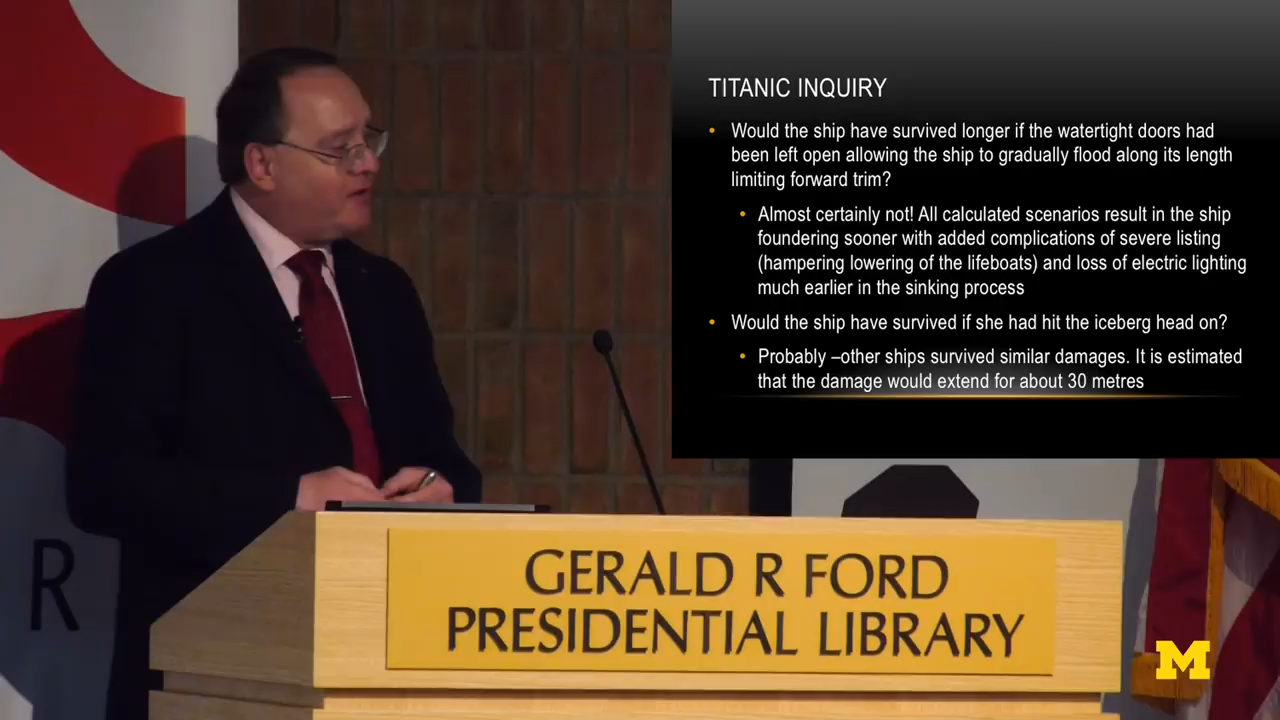 TITANIC INQUIRY
• Would the ship have survived longer if the watertight doors had
been left open allowing the ship to gradually flood along its length
limiting forward trim?
• Almost certainly not! All calculated scenarios result in the ship
foundering sooner with added complications of severe listing
(hampering lowering of the lifeboats) and loss of electric lighting
much earlier in the sinking process
• Would the ship have survived if she had hit the iceberg head on?
• Probably –other ships survived similar damages. It is estimated
that the damage would extend for about 30 metres
R
GERALD R FORD
PRESIDENTIAL LIBRARY
M